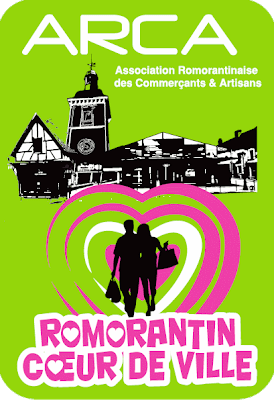 ARCA
Association Romorantinaise
des Commerçants & Artisans
ROMORANTIN
CŒUR DE VILLE